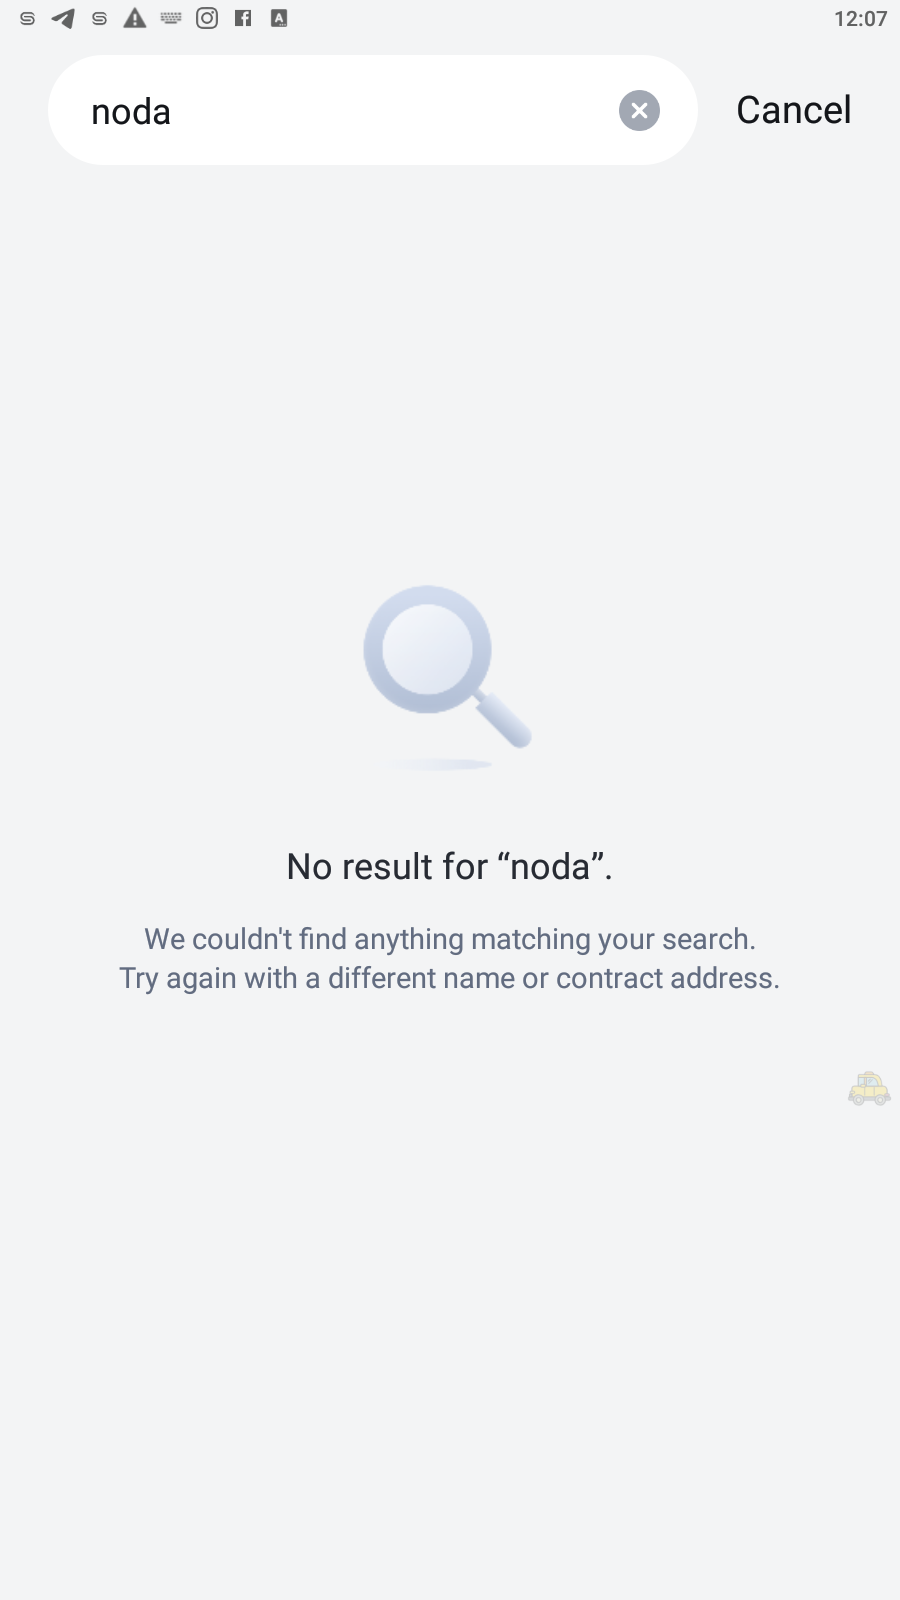 12:07
noda
Cancel
No result for “noda”.
We couldn't find anything matching your search.
Try again with a different name or contract address.